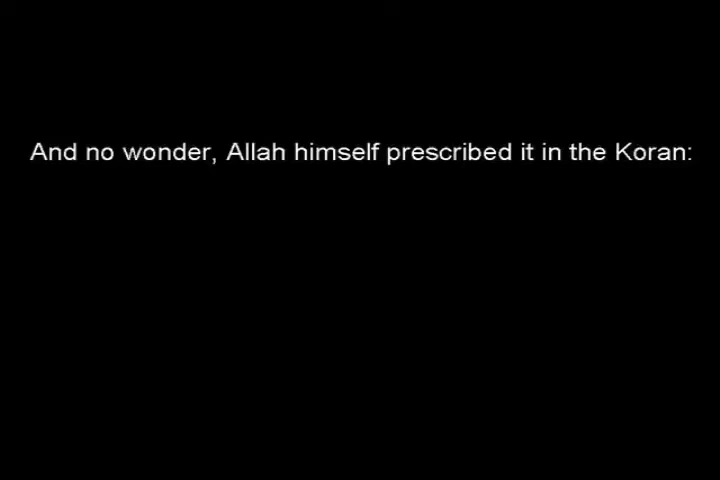 And no wonder, Allah himself prescribed it in the Koran: